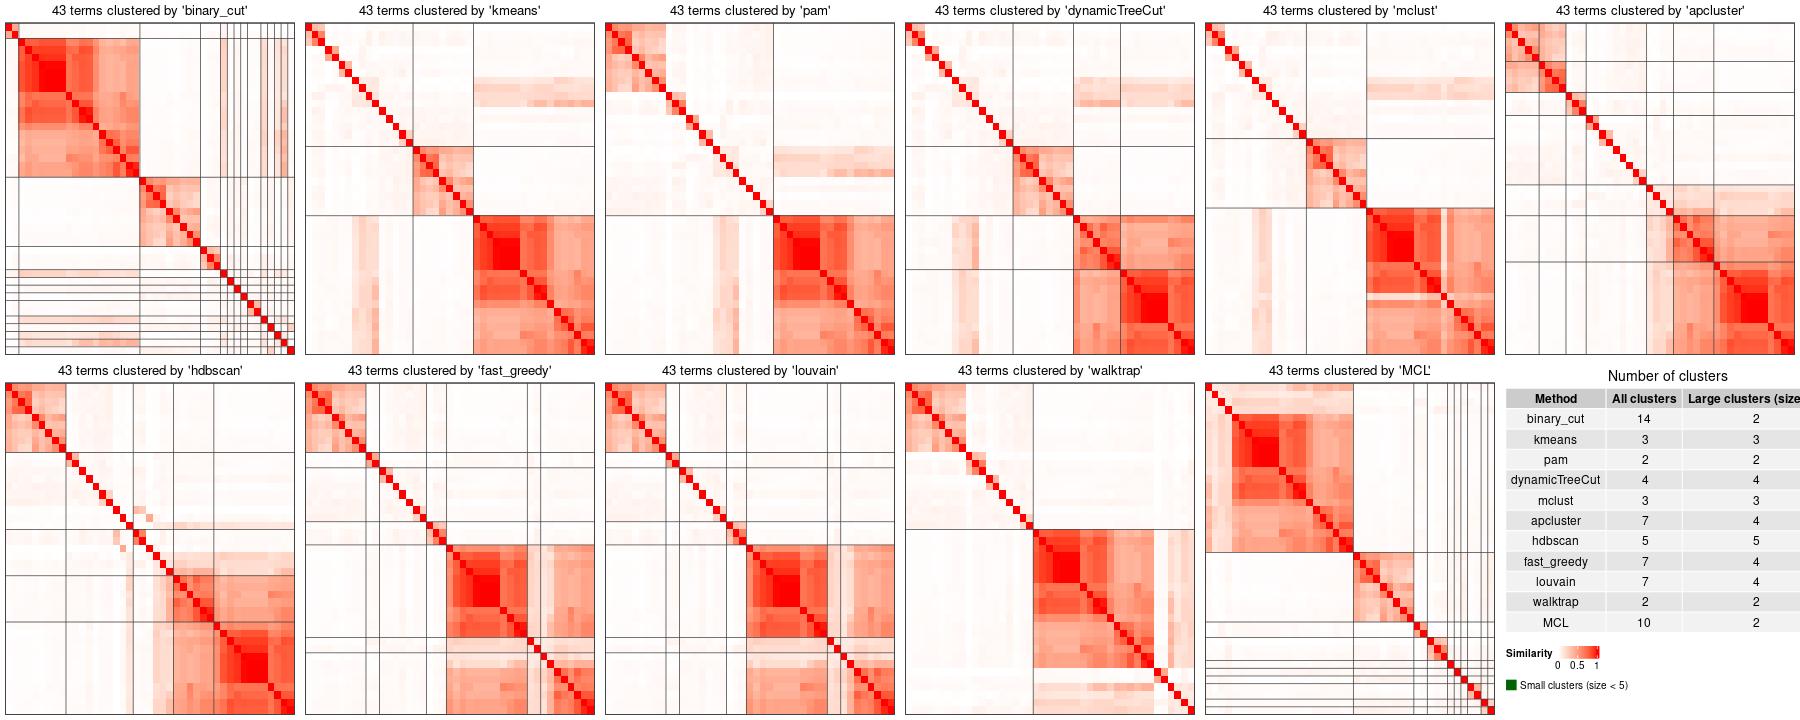 43 terms clustered by 'binary_cut'
43 terms clustered by 'kmeans'
43 terms clustered by 'pam'
43 terms clustered by 'dynamicTreeCut'
43 terms clustered by 'mclust'
43 terms clustered by 'apcluster'
43 terms clustered by 'hdbscan'
43 terms clustered by 'fast_greedy'
43 terms clustered by 'louvain'
43 terms clustered by 'walktrap'
43 terms clustered by 'MCL'
Number of clusters
Method All clusters Large clusters (size
binary_cut 14 2
kmeans 3 3
pam 2 2
dynamicTreeCut 4 4
mclust 3 3
apcluster 7 4
hdbscan 5 5
fast_greedy 7 4
louvain 7 4
walktrap 2 2
MCL 10 2
Similarity
0 0.5 1
Small clusters (size < 5)